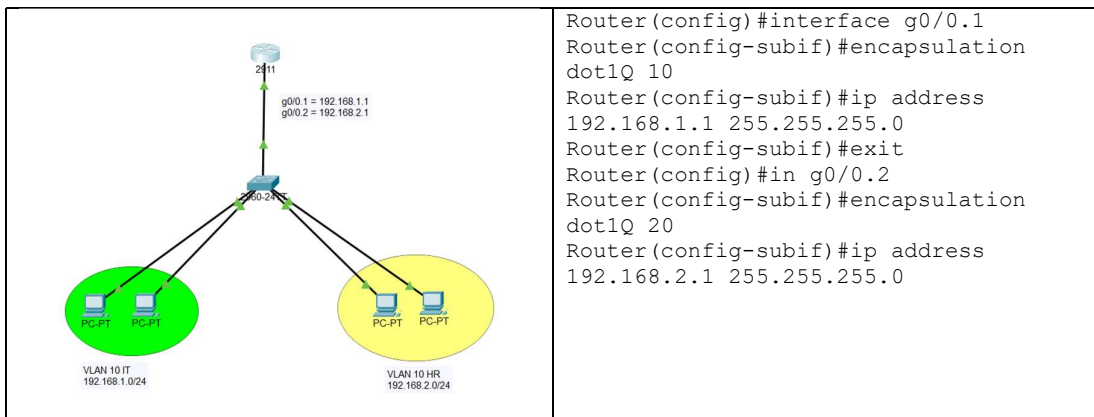 2911
g0/0.1 = 192.168.1.1
g0/0.2 = 192.168.2.1
2960-24TT
PC-PT
PC-PT
PC-PT
PC-PT
VLAN 10 IT
192.168.1.0/24
VLAN 10 HR
192.168.2.0/24
Router(config)#interface g0/0.1
Router(config-subif)#encapsulation
dot1Q 10
Router(config-subif)#ip address
192.168.1.1 255.255.255.0
Router(config-subif)#exit
Router(config)#in g0/0.2
Router(config-subif)#encapsulation
dot1Q 20
Router(config-subif)#ip address
192.168.2.1 255.255.255.0